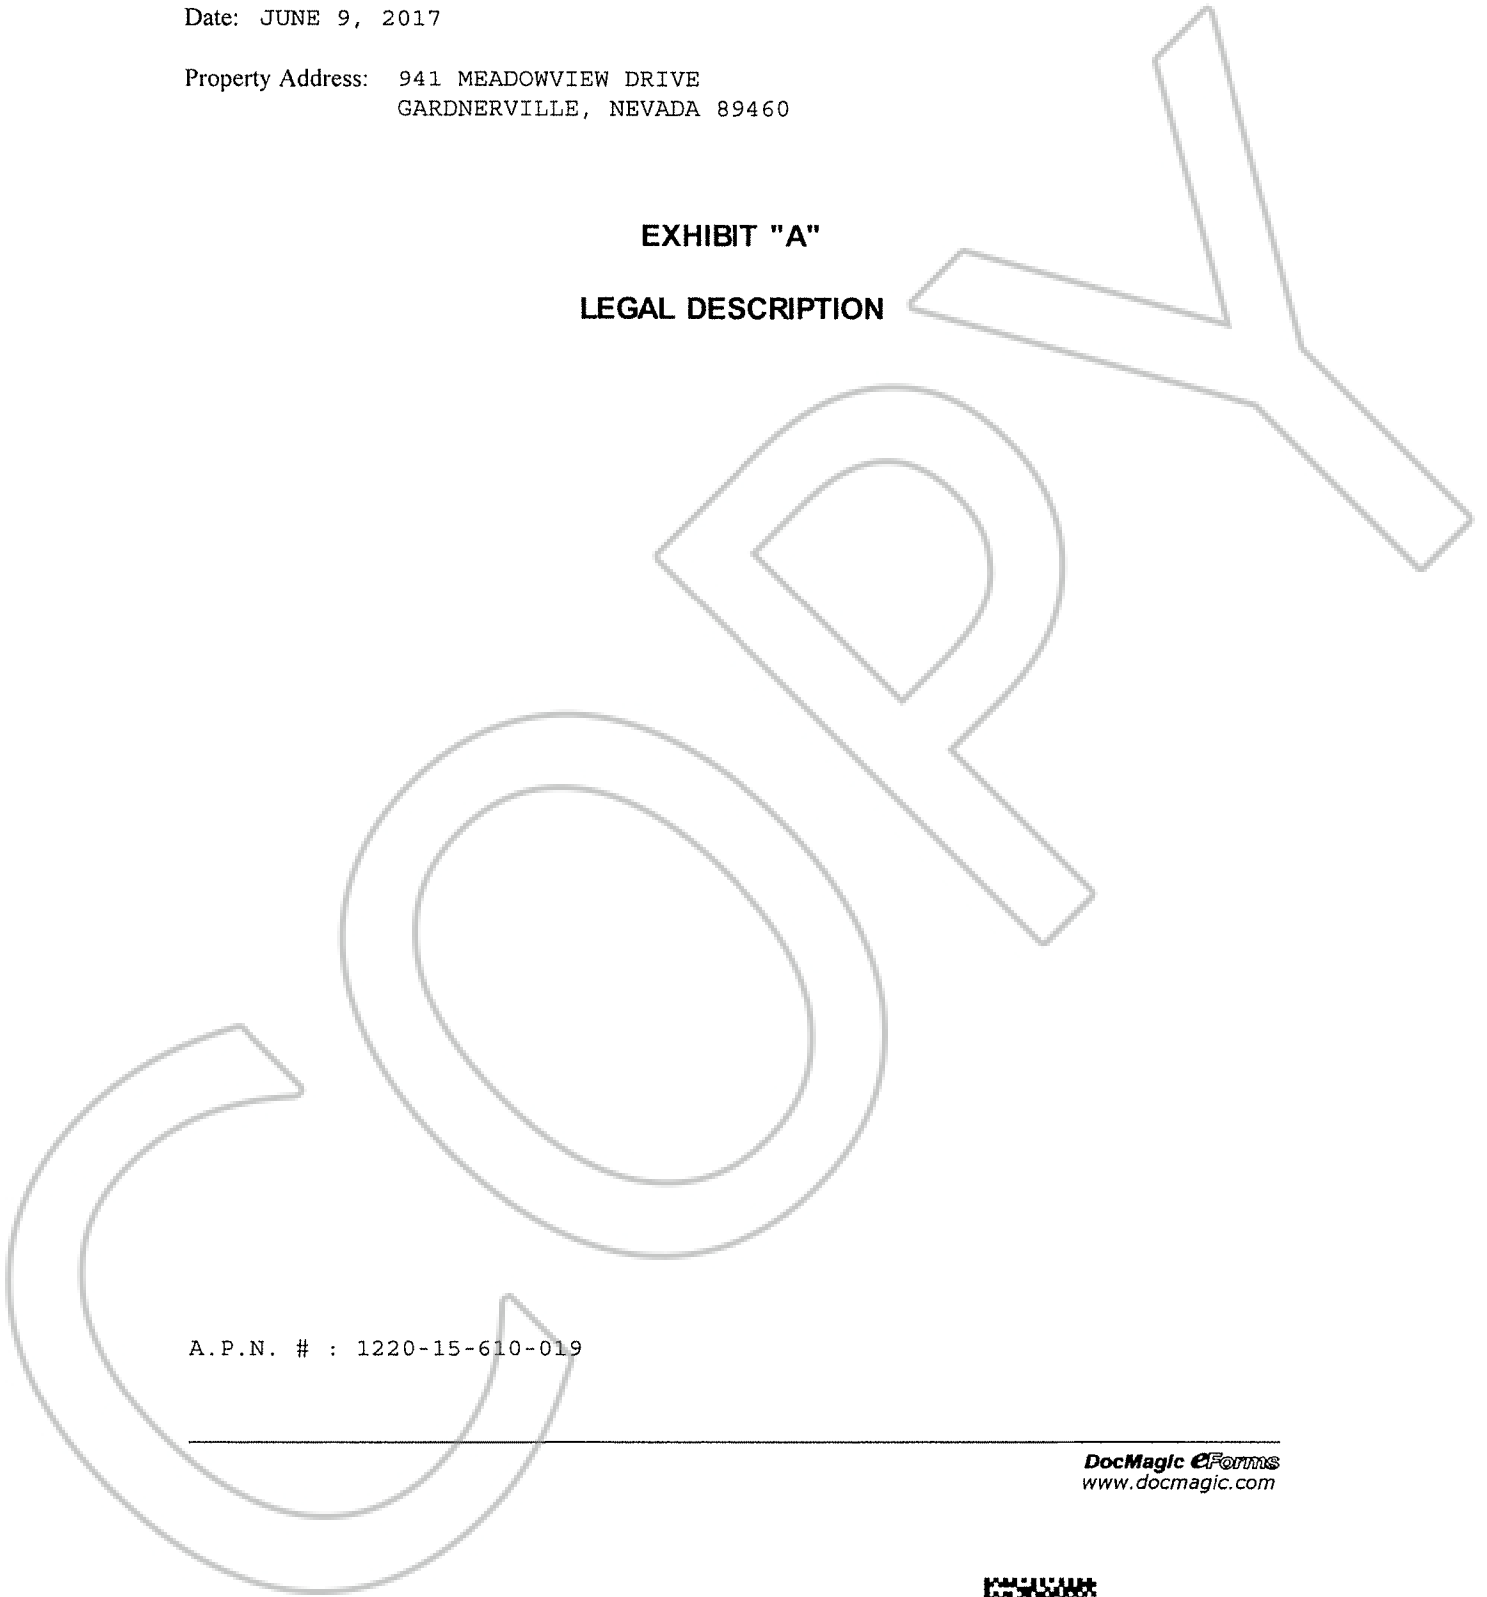 Date: JUNE 9, 2017
Property Address: 941 MEADOWVIEW DRIVE
GARDNERVILLE, NEVADA 89460
EXHIBIT "A"
LEGAL DESCRIPTION
COPY
A.P.N. # : 1220-15-610-019
DocMagic eForms
www.docmagic.com